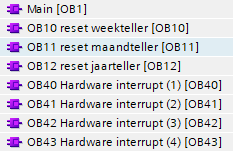 Main [OB1]
OB10 reset weekteller [OB10]
OB11 reset maandteller [OB11]
OB12 reset jaarteller [OB12]
OB40 Hardware interrupt (1) [OB40]
OB41 Hardware interrupt (2) [OB41]
OB42 Hardware interrupt (3) [OB42]
OB43 Hardware interrupt (4) [OB43]